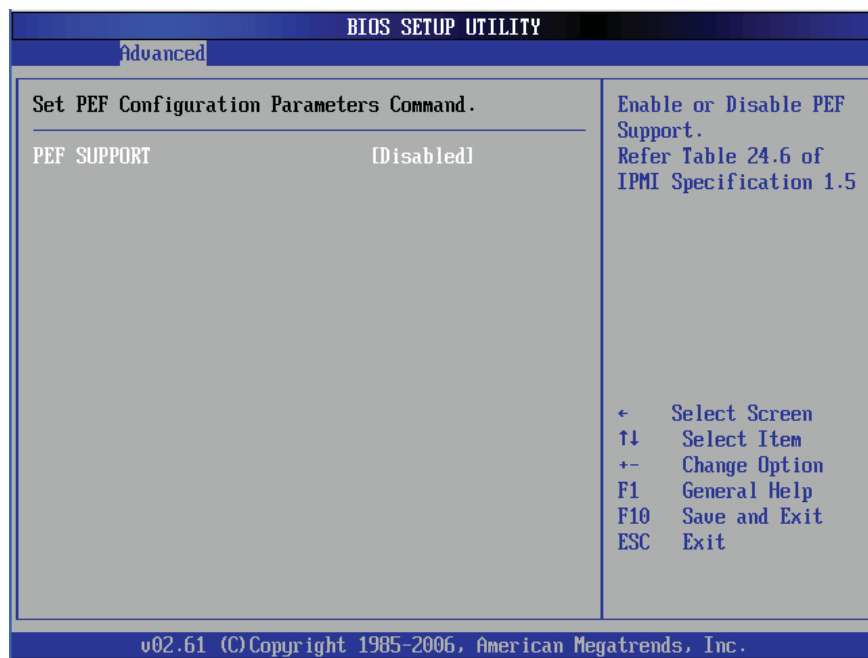 BIOS SETUP UTILITY
Advanced
Set PEF Configuration Parameters Command.
PEF SUPPORT [Disabled]
Enable or Disable PEF
Support.
Refer Table 24.6 of
IPMI Specification 1.5
← Select Screen
↑↓ Select Item
+- Change Option
F1 General Help
F10 Save and Exit
ESC Exit
v02.61 (C)Copyright 1985-2006, American Megatrends, Inc.